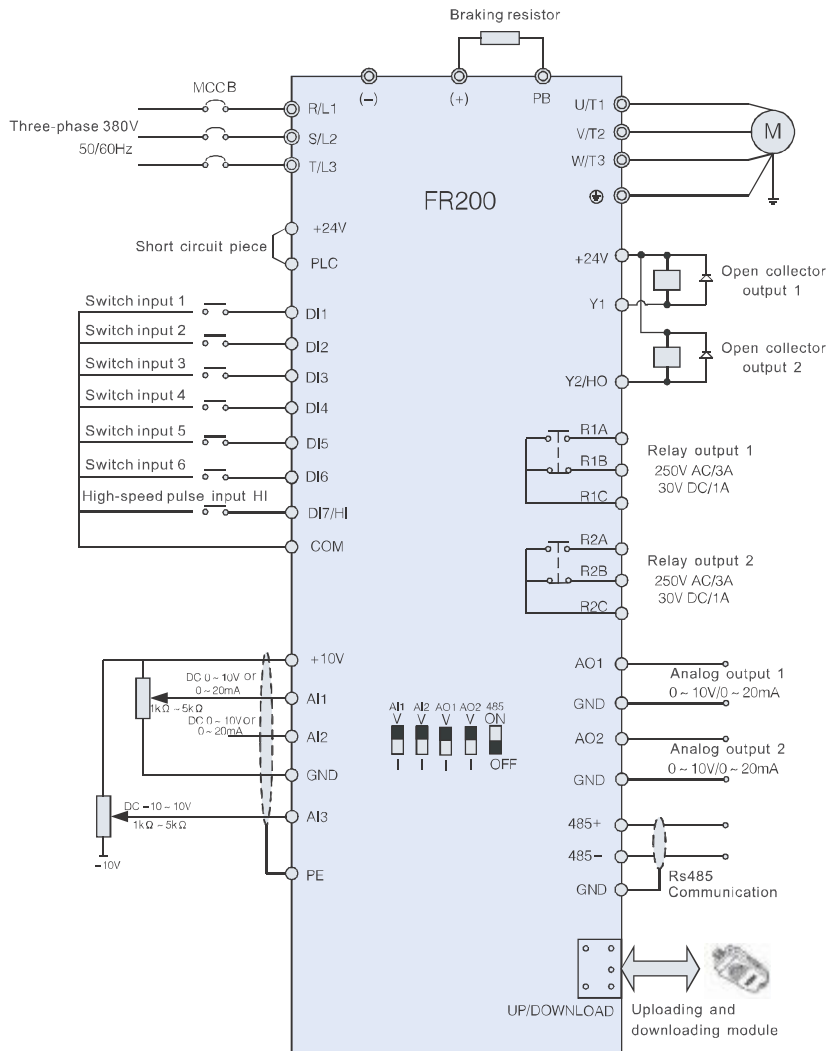 Braking resistor
MCCB
(-)
(+)
PB
R/L1
U/T1
Three-phase 380V
S/L2
V/T2
M
50/60Hz
T/L3
W/T3
FR200
+24V
Short circuit piece
PLC
+24V
Open collector
output 1
Y1
Switch input 1
DI1
Switch input 2
DI2
Open collector
output 2
Switch input 3
DI3
Y2/HO
Switch input 4
DI4
Switch input 5
DI5
Switch input 6
DI6
High-speed pulse input HI
DI7/HI
COM
R1A
R1B
R1C
Relay output 1
250V AC/3A
30V DC/1A
R2A
R2B
R2C
Relay output 2
250V AC/3A
30V DC/1A
+10V
DC 0~10V or
0~20mA
AI1
1kΩ~5kΩ
DC 0~10V or
0~20mA
AI2
GND
DC -10~10V
AI3
1kΩ~5kΩ
-10V
PE
AI1 AI2 AO1 AO2 485
V V V V ON
I I I I OFF
AO1
Analog output 1
0~10V/0~20mA
GND
AO2
Analog output 2
0~10V/0~20mA
GND
485+
485-
GND
Rs485
Communication
UP/DOWNLOAD
Uploading and
downloading module